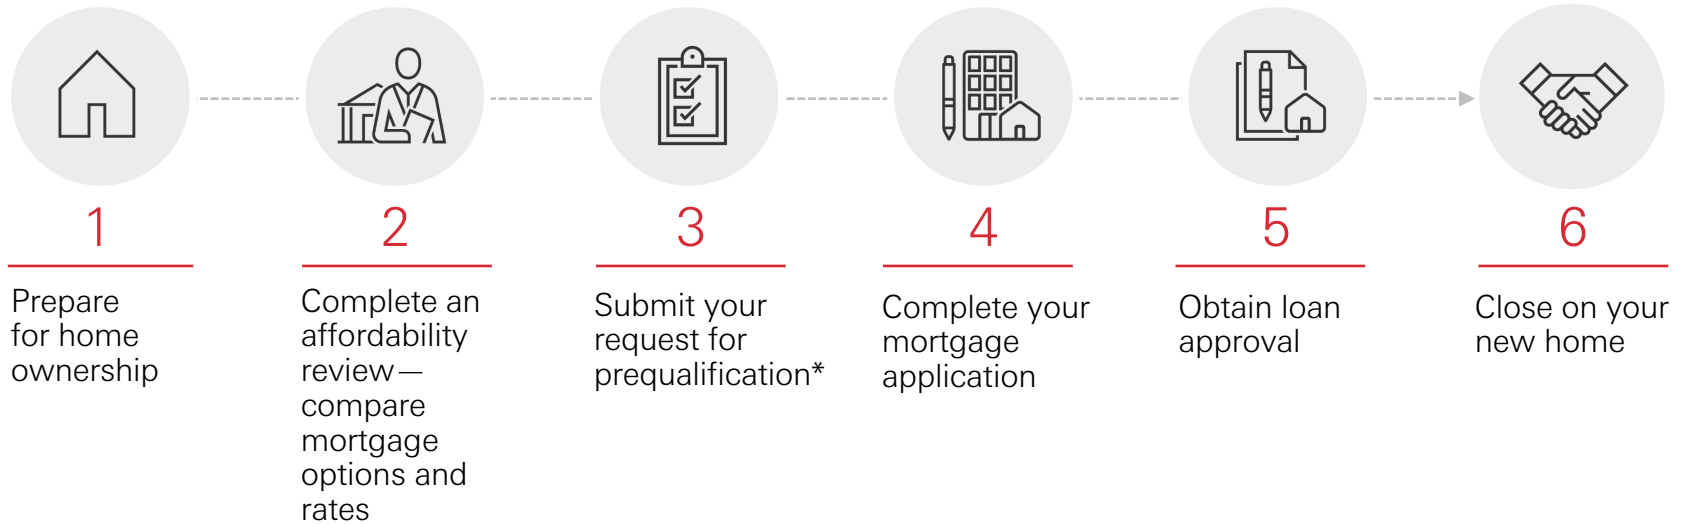 1
Prepare
for home
ownership
2
Complete an
affordability
review—
compare
mortgage
options and
rates
3
Submit your
request for
prequalification*
4
Complete your
mortgage
application
5
Obtain loan
approval
6
Close on your
new home